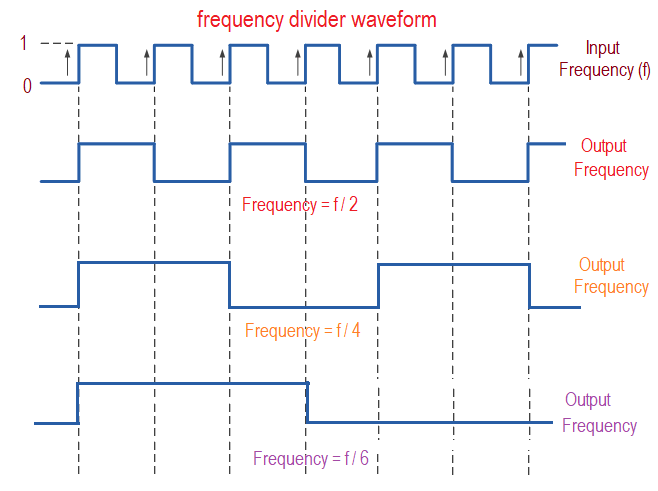 frequency divider waveform
1
0
Input
Frequency (f)
Output
Frequency
Frequency = f / 2
Output
Frequency
Frequency = f / 4
Output
Frequency
Frequency = f / 6